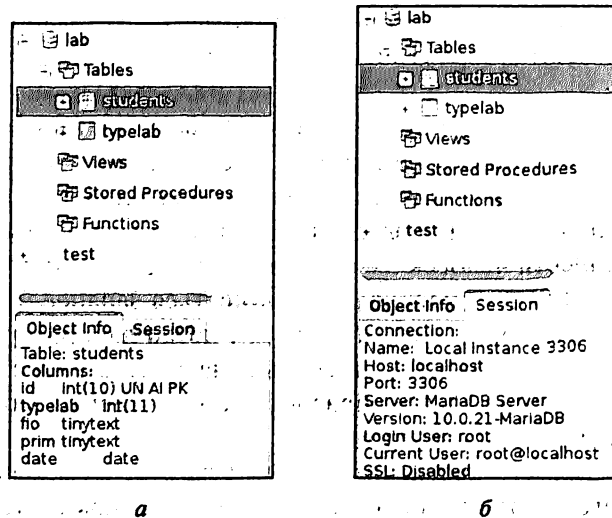 lab
Tables
students
typelab
Views
Stored Procedures
Functions
test
Object Info Session
Table: students
Columns:
id int(10) UN AI PK
typelab int(11)
fio tinytext
prim tinytext
date date
а
lab
Tables
students
typelab
Views
Stored Procedures
Functions
test
Object Info Session
Connection:
Name: Local instance 3306
Host: localhost
Port: 3306
Server: MariaDB Server
Version: 10.0.21-MariaDB
Login User: root
Current User: root@localhost
SSL: Disabled
б